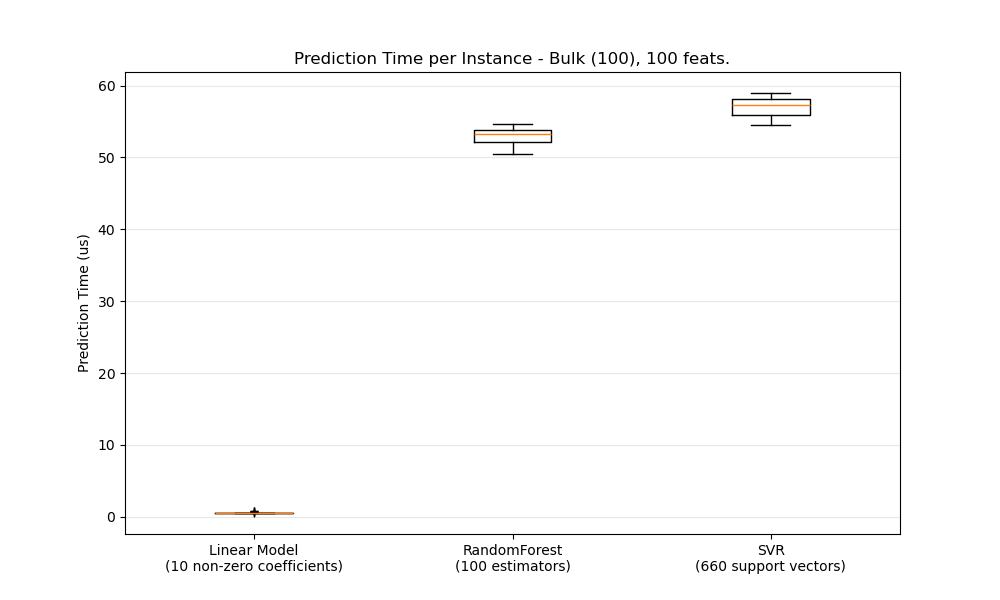 Prediction Time per Instance - Bulk (100), 100 feats.
60
50
40
30
20
10
0
Prediction Time (us)
Linear Model
(10 non-zero coefficients)
RandomForest
(100 estimators)
SVR
(660 support vectors)